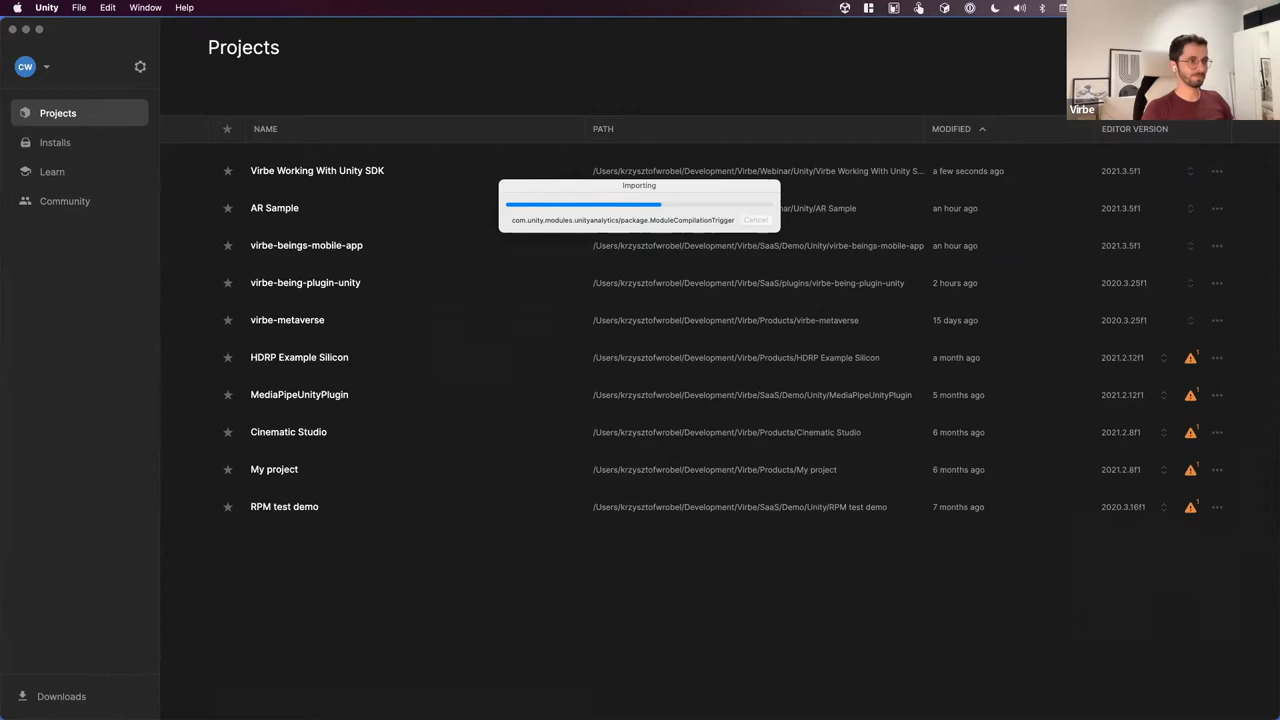 Unity File Edit Window Help
Projects
CW
Projects
Installs
Learn
Community
Downloads
Virbe
NAME PATH MODIFIED EDITOR VERSION
Virbe Working With Unity SDK /Users/krzysztofwrobel/Development/Virbe/Webinar/Unity/Virbe Working With Unity S... a few seconds ago 2021.3.5f1
Importing
com.unity.modules.unityanalytics/package.ModuleCompilationTrigger Cancel
AR Sample nar/Unity/AR Sample an hour ago 2021.3.5f1
virbe-beings-mobile-app /Users/krzysztofwrobel/Development/Virbe/SaaS/Demo/Unity/virbe-beings-mobile-app an hour ago 2021.3.5f1
virbe-being-plugin-unity /Users/krzysztofwrobel/Development/Virbe/SaaS/plugins/virbe-being-plugin-unity 2 hours ago 2020.3.25f1
virbe-metaverse /Users/krzysztofwrobel/Development/Virbe/Products/virbe-metaverse 15 days ago 2020.3.25f1
HDRP Example Silicon /Users/krzysztofwrobel/Development/Virbe/Products/HDRP Example Silicon a month ago 2021.2.12f1 1
MediaPipeUnityPlugin /Users/krzysztofwrobel/Development/Virbe/SaaS/Demo/Unity/MediaPipeUnityPlugin 5 months ago 2021.2.12f1 1
Cinematic Studio /Users/krzysztofwrobel/Development/Virbe/Products/Cinematic Studio 6 months ago 2021.2.8f1 1
My project /Users/krzysztofwrobel/Development/Virbe/Products/My project 6 months ago 2021.2.8f1 1
RPM test demo /Users/krzysztofwrobel/Development/Virbe/SaaS/Demo/Unity/RPM test demo 7 months ago 2020.3.16f1 1